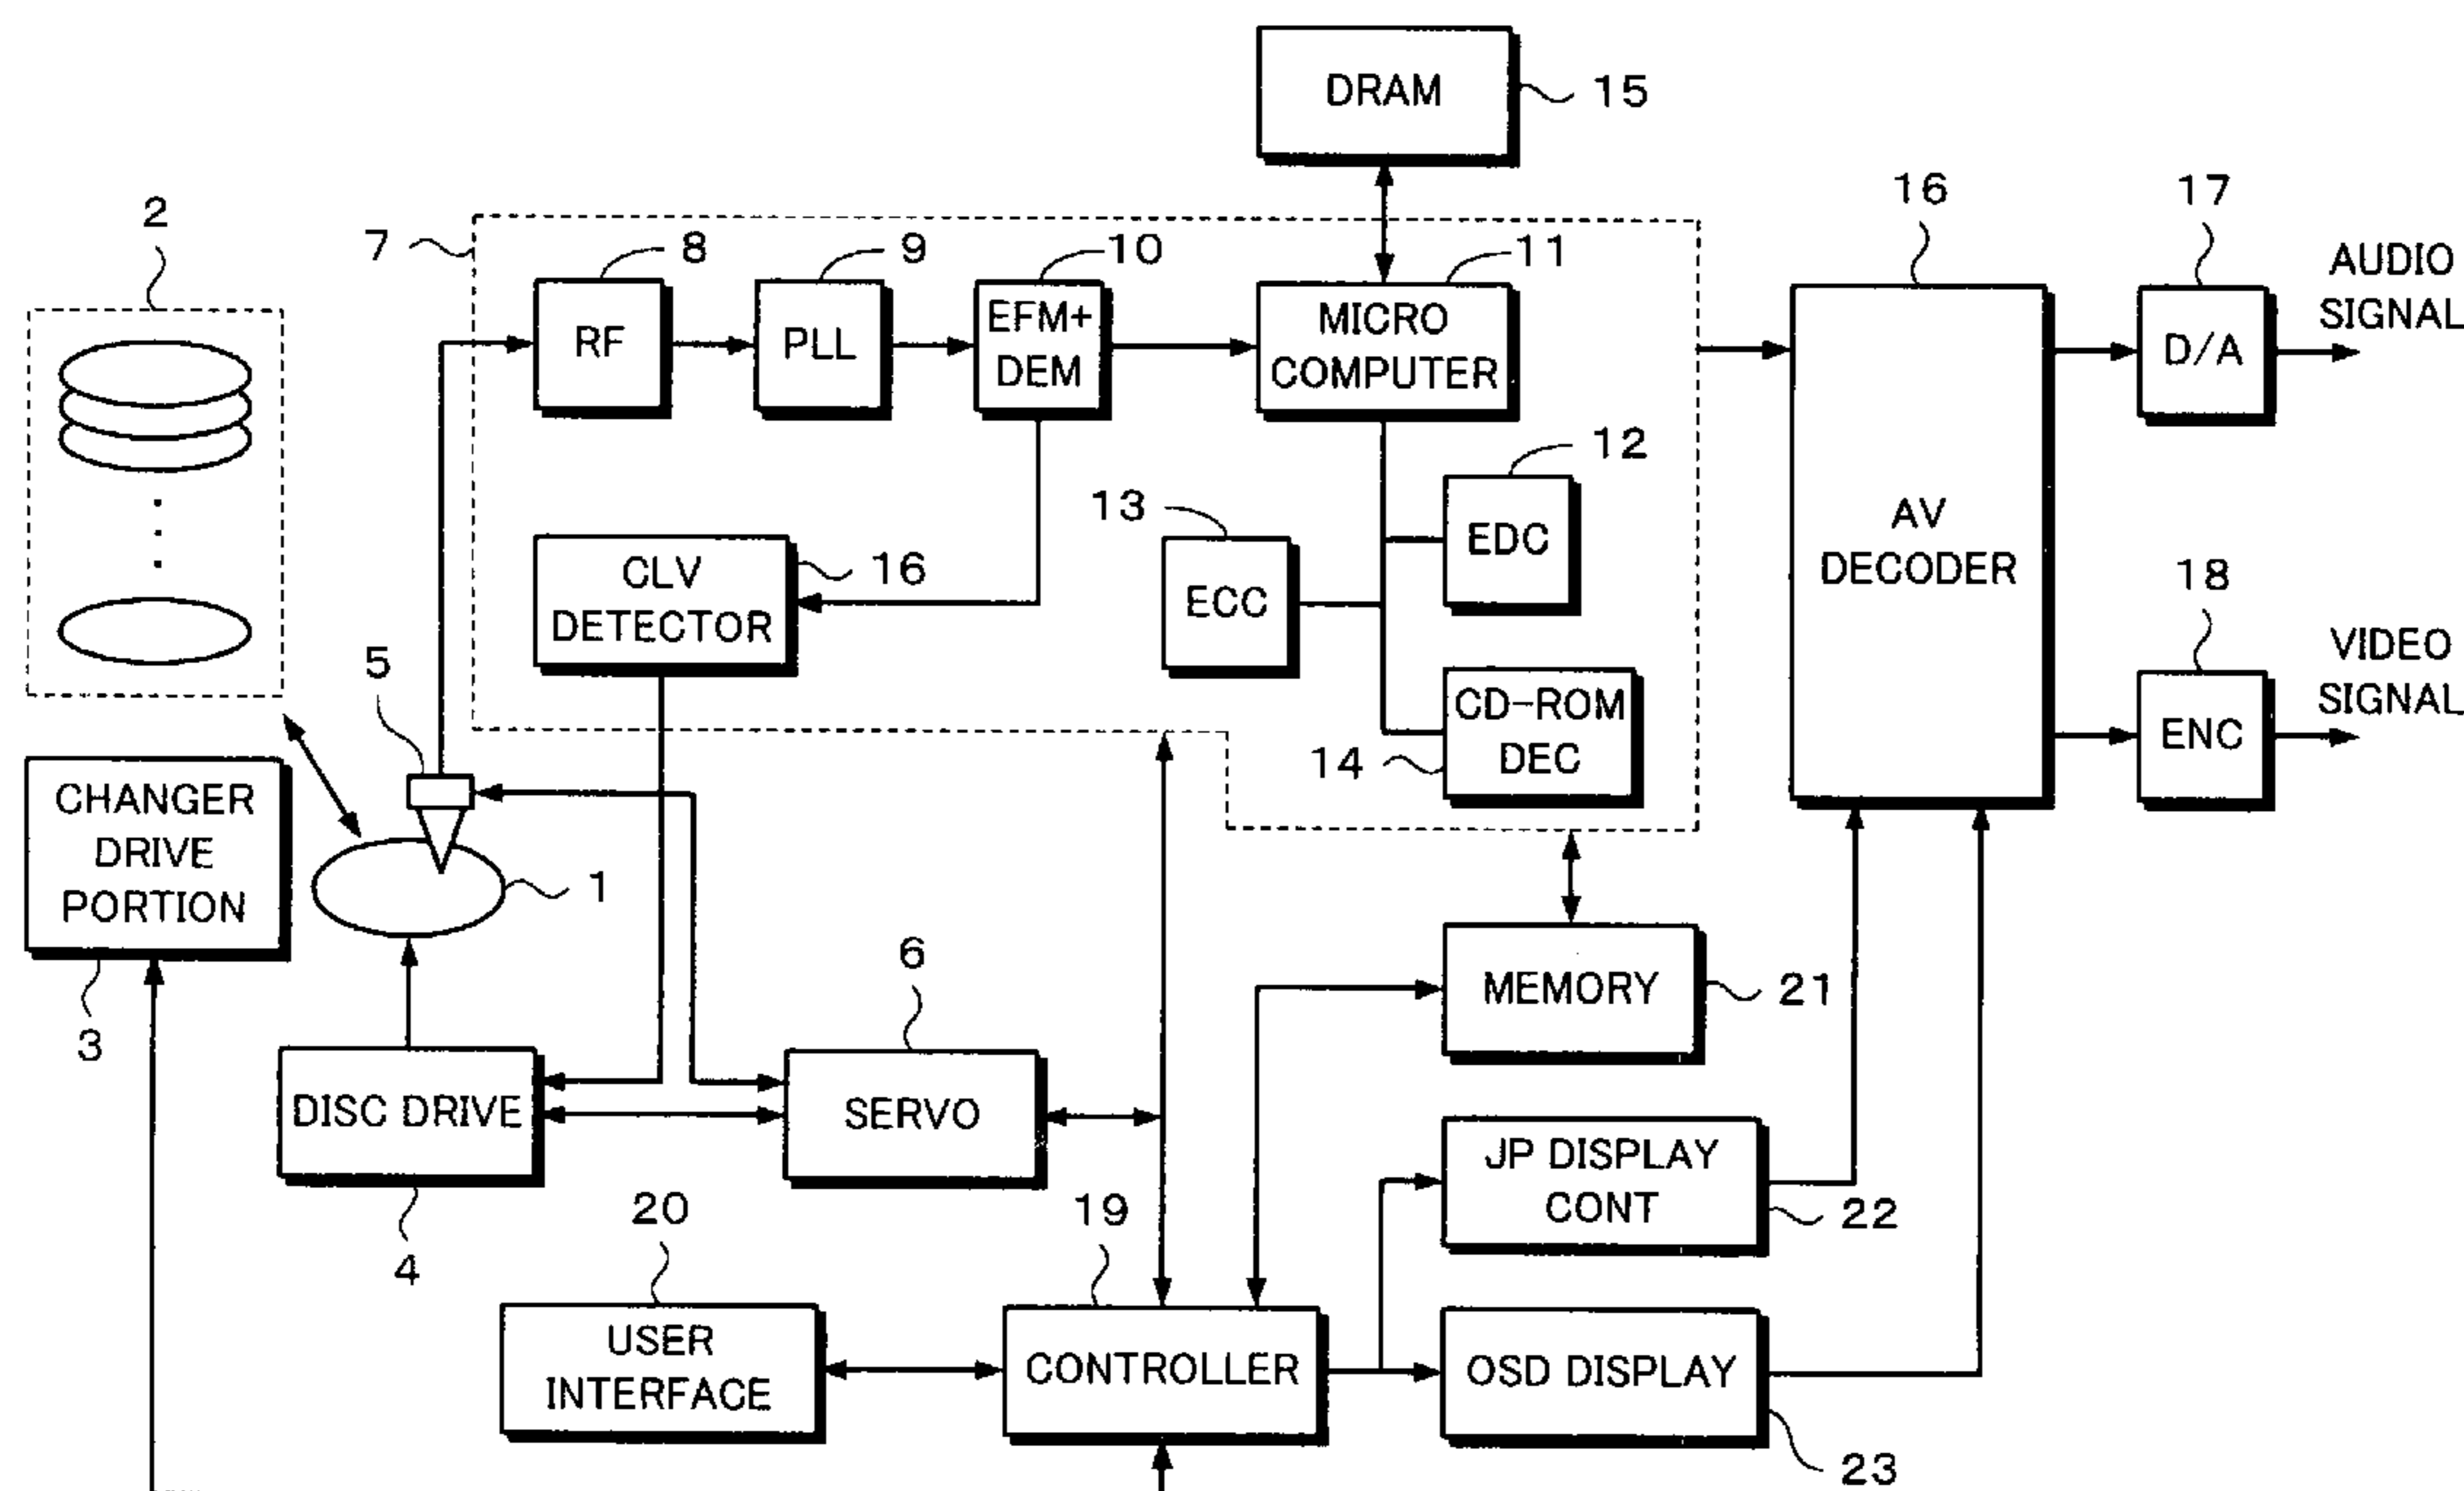 DRAM
15
2
7
8
9
10
11
16
17
AUDIO
SIGNAL
RF
PLL
EFM+
DEM
MICRO
COMPUTER
D/A
12
13
EDC
CLV
DETECTOR
16
ECC
AV
DECODER
18
VIDEO
SIGNAL
5
CD-ROM
DEC
14
ENC
CHANGER
DRIVE
PORTION
1
3
6
MEMORY
21
DISC DRIVE
4
SERVO
JP DISPLAY
CONT
22
20
19
USER
INTERFACE
CONTROLLER
OSD DISPLAY
23